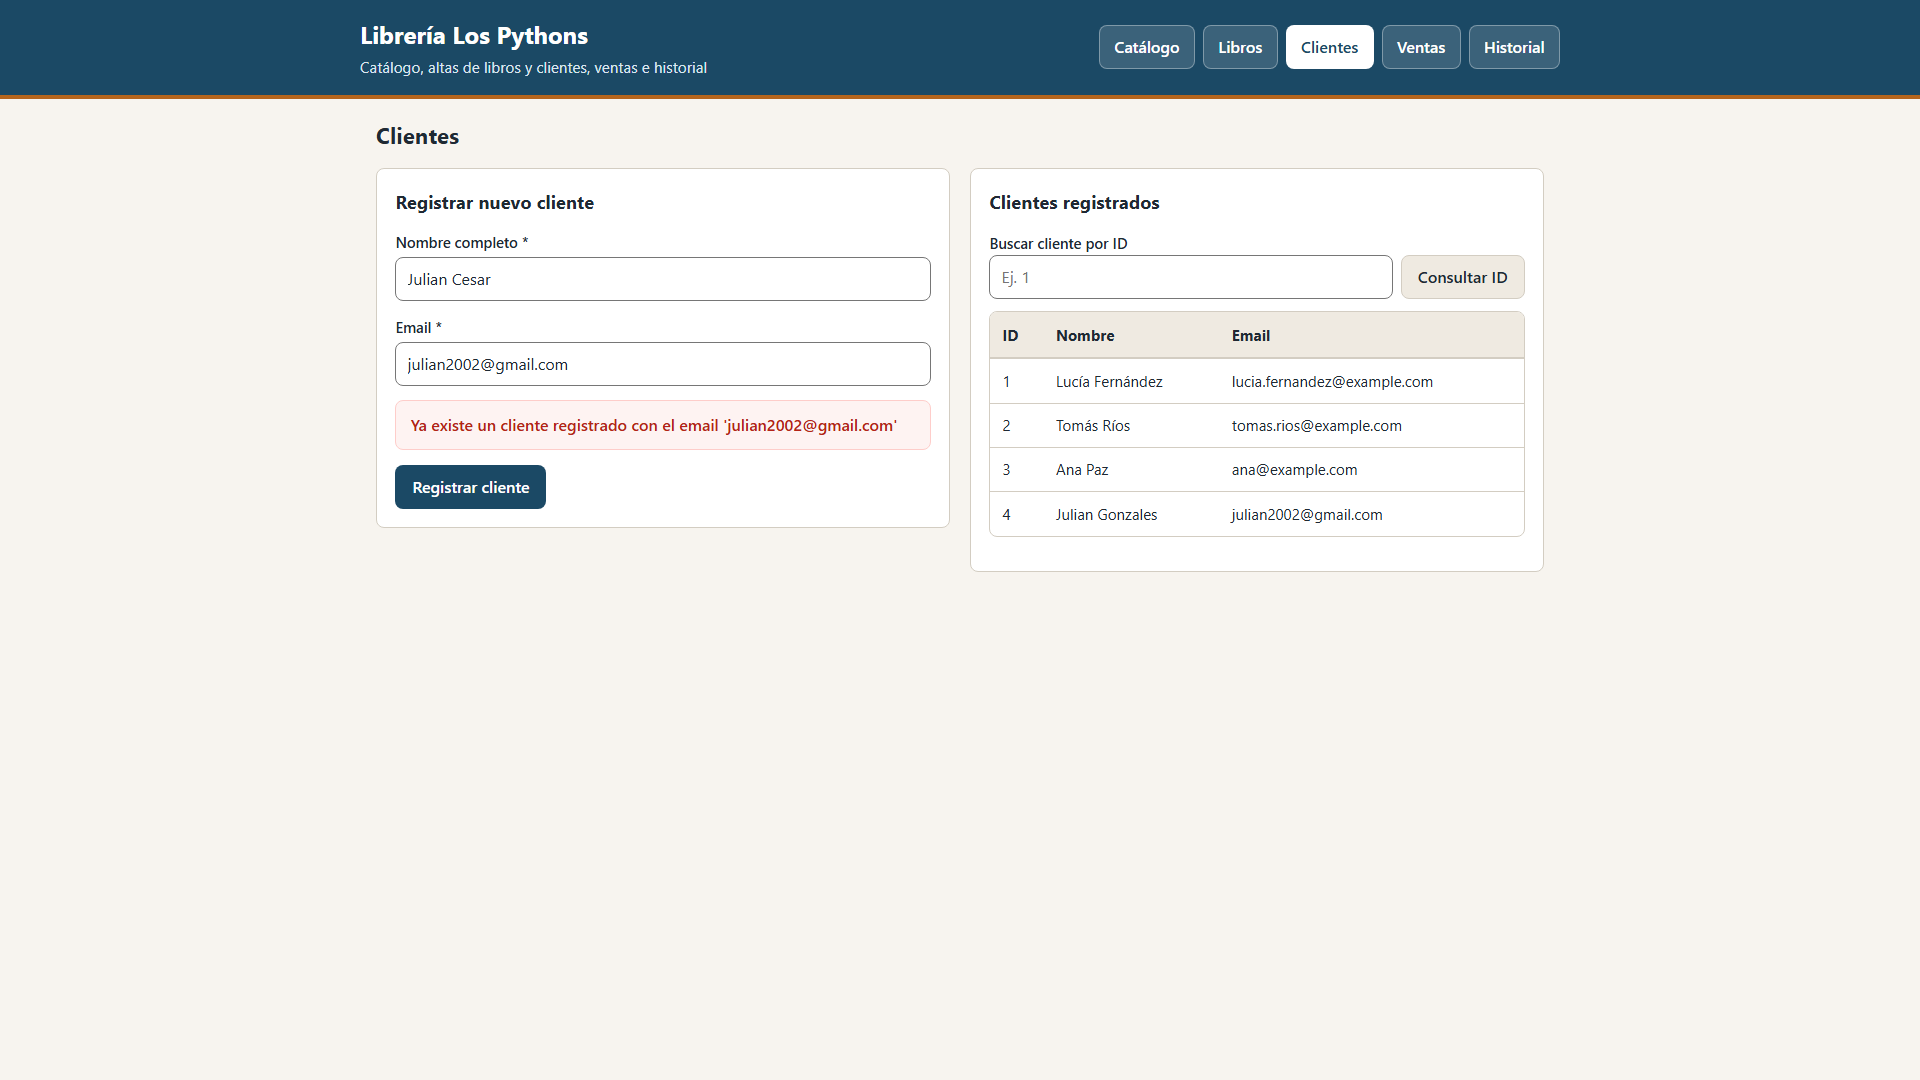 Librería Los Pythons
Catálogo, altas de libros y clientes, ventas e historial
Catálogo
Libros
Clientes
Ventas
Historial
Clientes
Registrar nuevo cliente
Nombre completo *
Julian Cesar
Email *
julian2002@gmail.com
Ya existe un cliente registrado con el email 'julian2002@gmail.com'
Registrar cliente
Clientes registrados
Buscar cliente por ID
Ej. 1
Consultar ID
ID Nombre Email
1 Lucía Fernández lucia.fernandez@example.com
2 Tomás Ríos tomas.rios@example.com
3 Ana Paz ana@example.com
4 Julian Gonzales julian2002@gmail.com